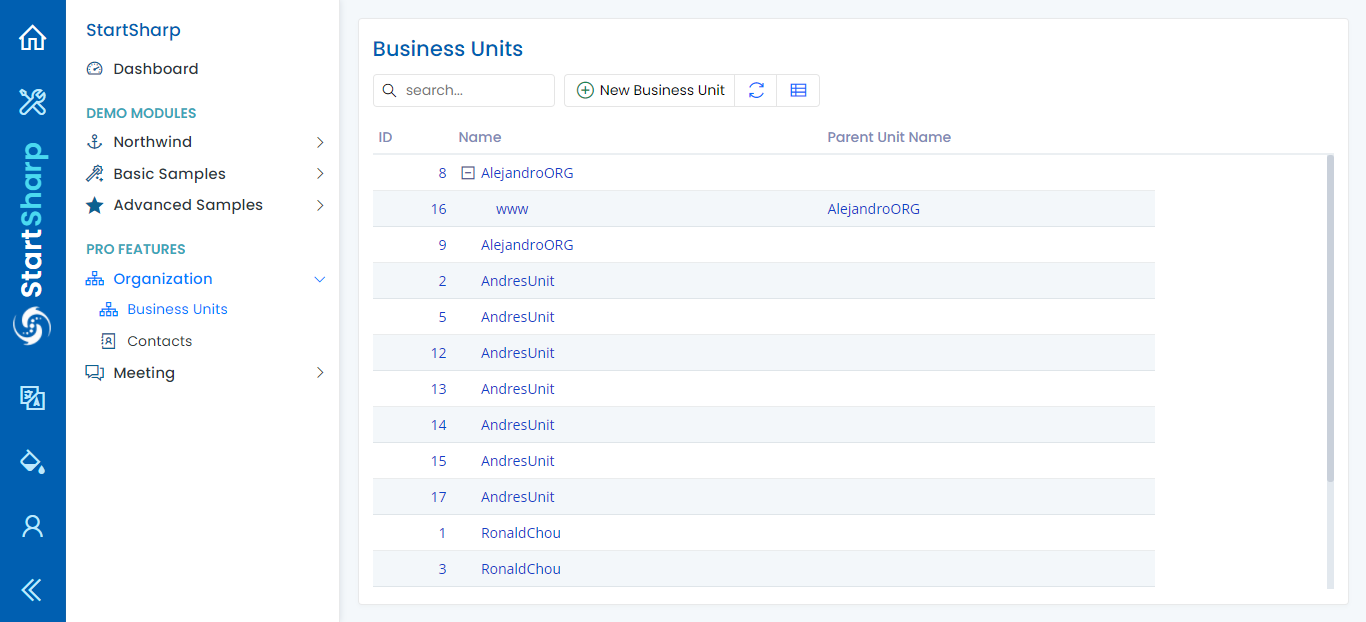 StartSharp
StartSharp
Dashboard
DEMO MODULES
Northwind
Basic Samples
Advanced Samples
PRO FEATURES
Organization
Business Units
Contacts
Meeting
Business Units
search...
New Business Unit
ID Name Parent Unit Name
8 AlejandroORG
16 www AlejandroORG
9 AlejandroORG
2 AndresUnit
5 AndresUnit
12 AndresUnit
13 AndresUnit
14 AndresUnit
15 AndresUnit
17 AndresUnit
1 RonaldChou
3 RonaldChou